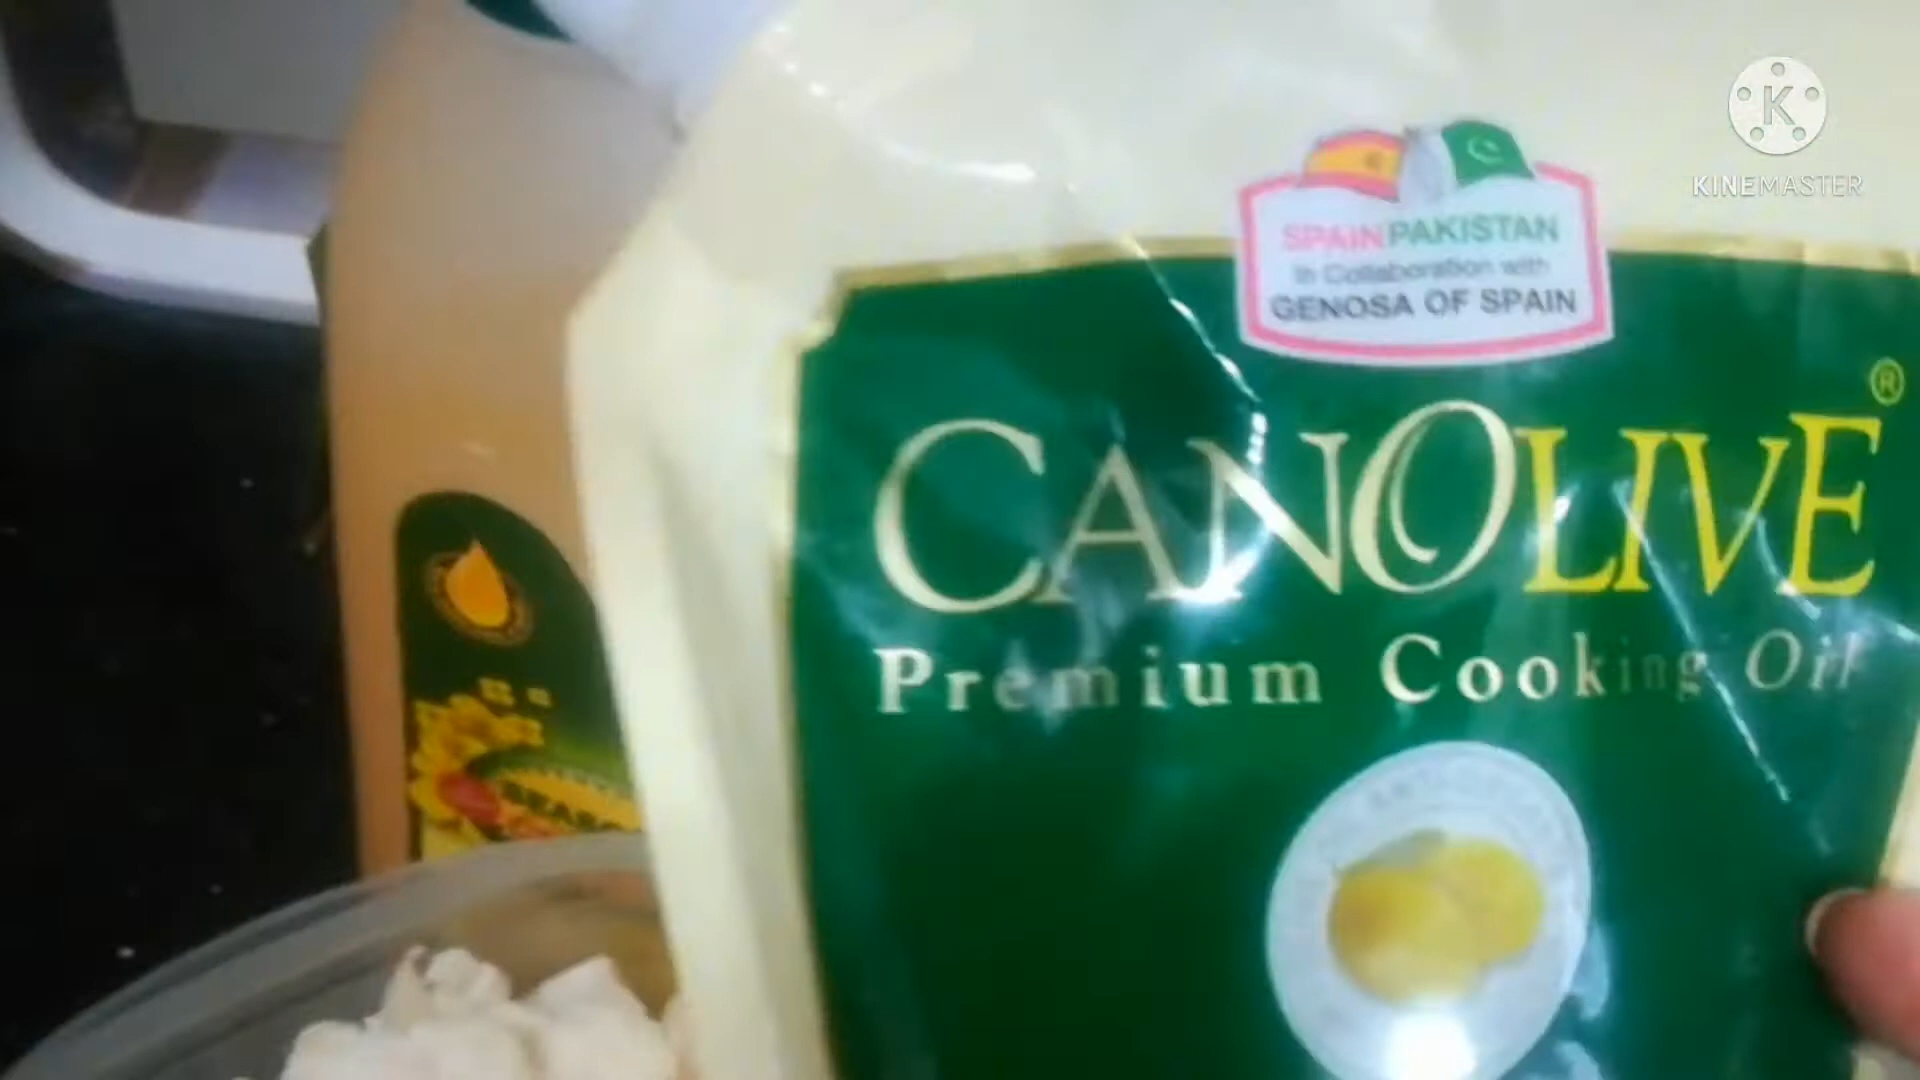 K
KINEMASTER
SPAIN PAKISTAN
In Collaboration with
GENOSA OF SPAIN
CANOLIVE®
Premium Cooking Oil